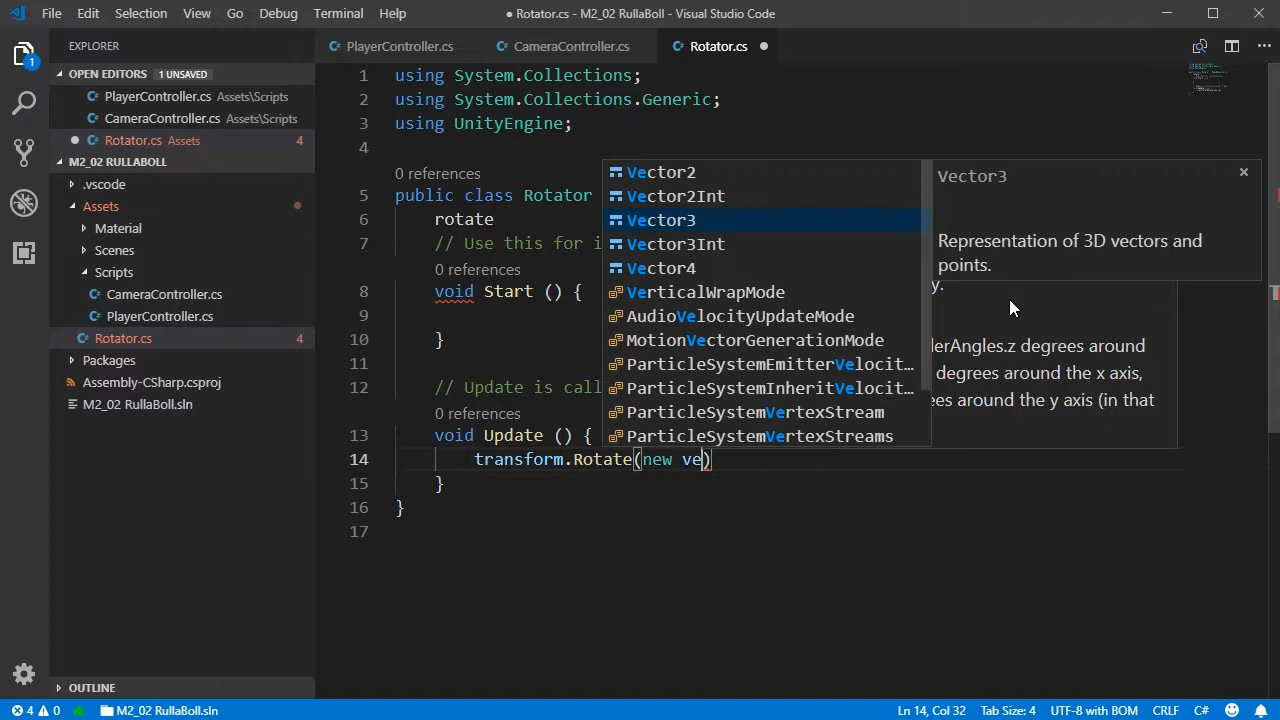 File Edit Selection View Go Debug Terminal Help
● Rotator.cs - M2_02 RullaBoll - Visual Studio Code
EXPLORER
OPEN EDITORS 1 UNSAVED
PlayerController.cs Assets\Scripts
CameraController.cs Assets\Scripts
Rotator.cs Assets 4
M2_02 RULLABOLL
.vscode
Assets
Material
Scenes
Scripts
CameraController.cs
PlayerController.cs
Rotator.cs 4
Packages
Assembly-CSharp.csproj
M2_02 RullaBoll.sln
OUTLINE
1
PlayerController.cs CameraController.cs Rotator.cs
1 using System.Collections;
2 using System.Collections.Generic;
3 using UnityEngine;
4
0 references
5 public class Rotator
6 rotate
7 // Use this for i
0 references
8 void Start () {
9
10 }
11
12 // Update is call
0 references
13 void Update () {
14 transform.Rotate(new ve)
15 }
16 }
17
Vector2
Vector2Int
Vector3
Vector3Int
Vector4
VerticalWrapMode
AudioVelocityUpdateMode
MotionVectorGenerationMode
ParticleSystemEmitterVelocit...
ParticleSystemInheritVelocit...
ParticleSystemVertexStream
ParticleSystemVertexStreams
Vector3
Representation of 3D vectors and
points.
y.
lerAngles.z degrees around
degrees around the x axis,
ees around the y axis (in that
4 0 M2_02 RullaBoll.sln Ln 14, Col 32 Tab Size: 4 UTF-8 with BOM CRLF C#